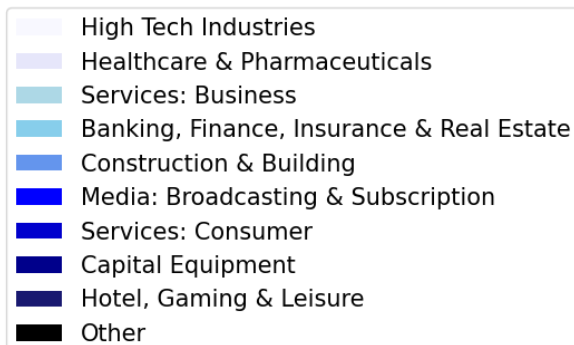 High Tech Industries
Healthcare & Pharmaceuticals
Services: Business
Banking, Finance, Insurance & Real Estate
Construction & Building
Media: Broadcasting & Subscription
Services: Consumer
Capital Equipment
Hotel, Gaming & Leisure
Other